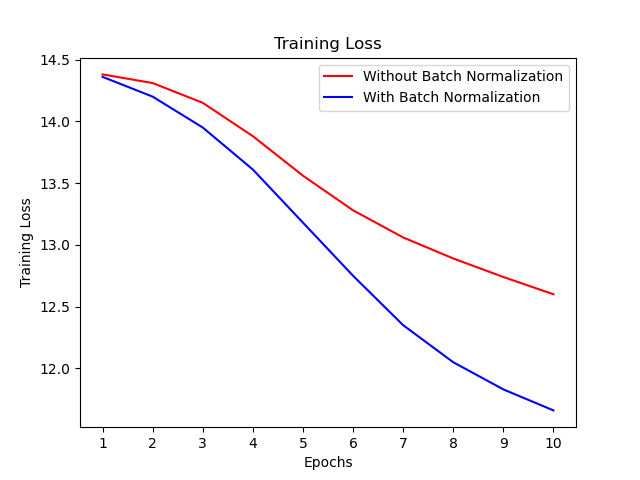 Training Loss
14.5
14.0
13.5
13.0
12.5
12.0
Training Loss
Without Batch Normalization
With Batch Normalization
1 2 3 4 5 6 7 8 9 10
Epochs